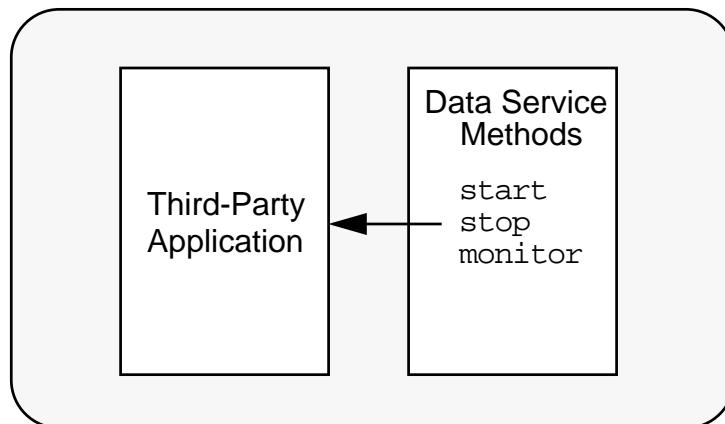 Third-Party
Application
Data Service
Methods
start
stop
monitor